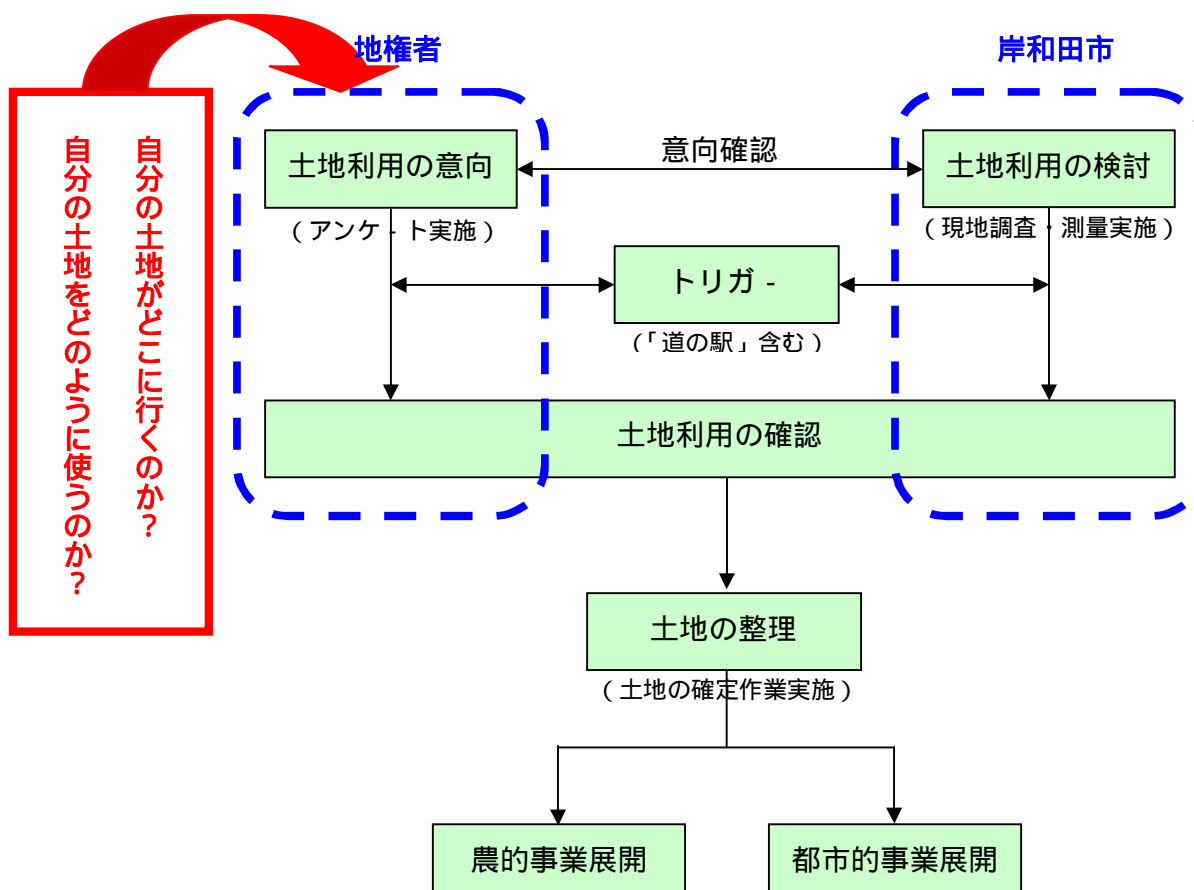 地権者
岸和田市
自分の土地がどこに行くのか？
自分の土地をどのように使うのか？
土地利用の意向
意向確認
土地利用の検討
（アンケ－ト実施）
（現地調査・測量実施）
トリガ－
（「道の駅」含む）
土地利用の確認
土地の整理
（土地の確定作業実施）
農的事業展開
都市的事業展開